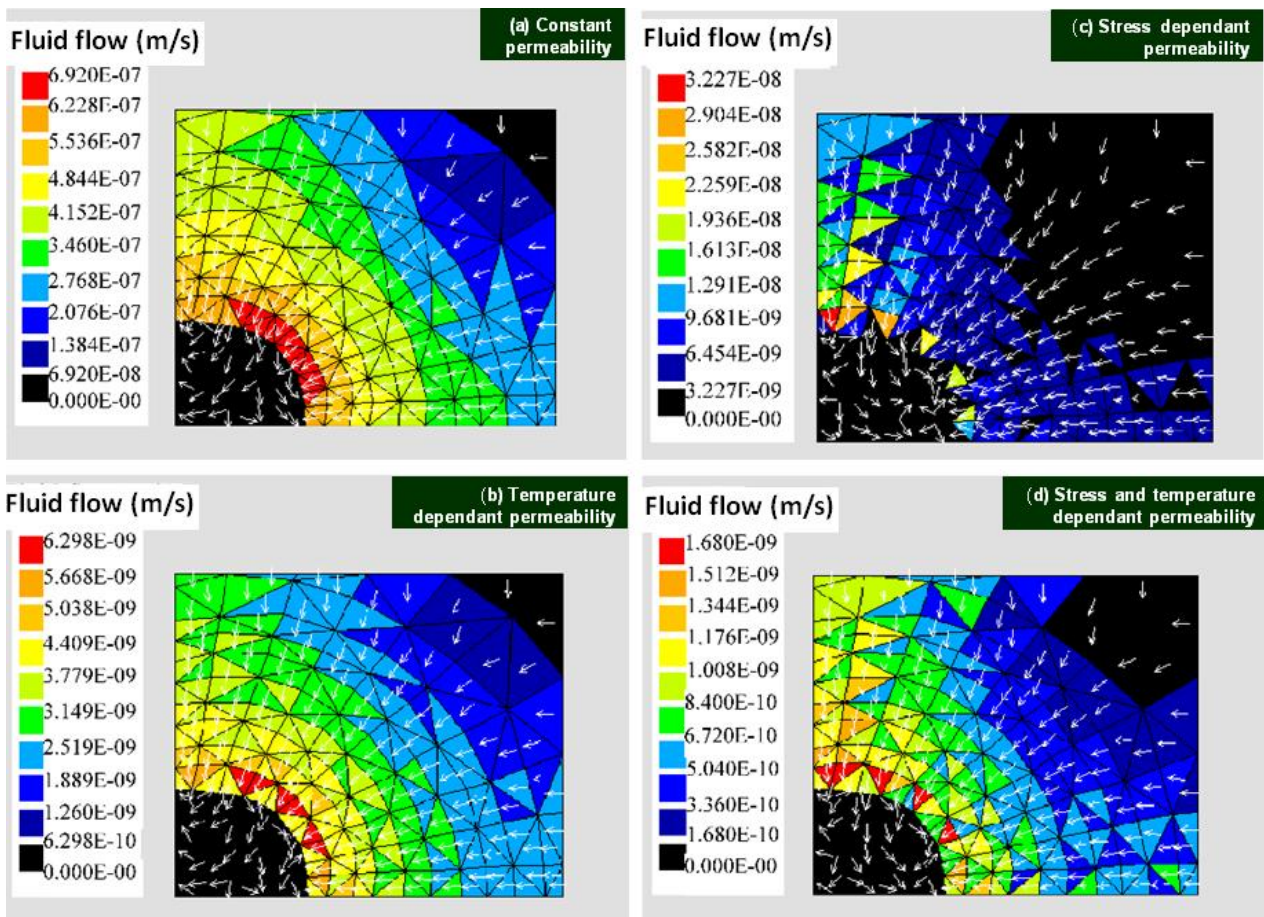 (a) Constant
permeability
Fluid flow (m/s)
6.920E-07
6.228E-07
5.536E-07
4.844E-07
4.152E-07
3.460E-07
2.768E-07
2.076E-07
1.384E-07
6.920E-08
0.000E-00
(c) Stress dependant
permeability
Fluid flow (m/s)
3.227E-08
2.904E-08
2.582E-08
2.259E-08
1.936E-08
1.613E-08
1.291E-08
9.681E-09
6.454E-09
3.227E-09
0.000E-00
(b) Temperature
dependant permeability
Fluid flow (m/s)
6.298E-09
5.668E-09
5.038E-09
4.409E-09
3.779E-09
3.149E-09
2.519E-09
1.889E-09
1.260E-09
6.298E-10
0.000E-00
(d) Stress and temperature
dependant permeability
Fluid flow (m/s)
1.680E-09
1.512E-09
1.344E-09
1.176E-09
1.008E-09
8.400E-10
6.720E-10
5.040E-10
3.360E-10
1.680E-10
0.000E-00